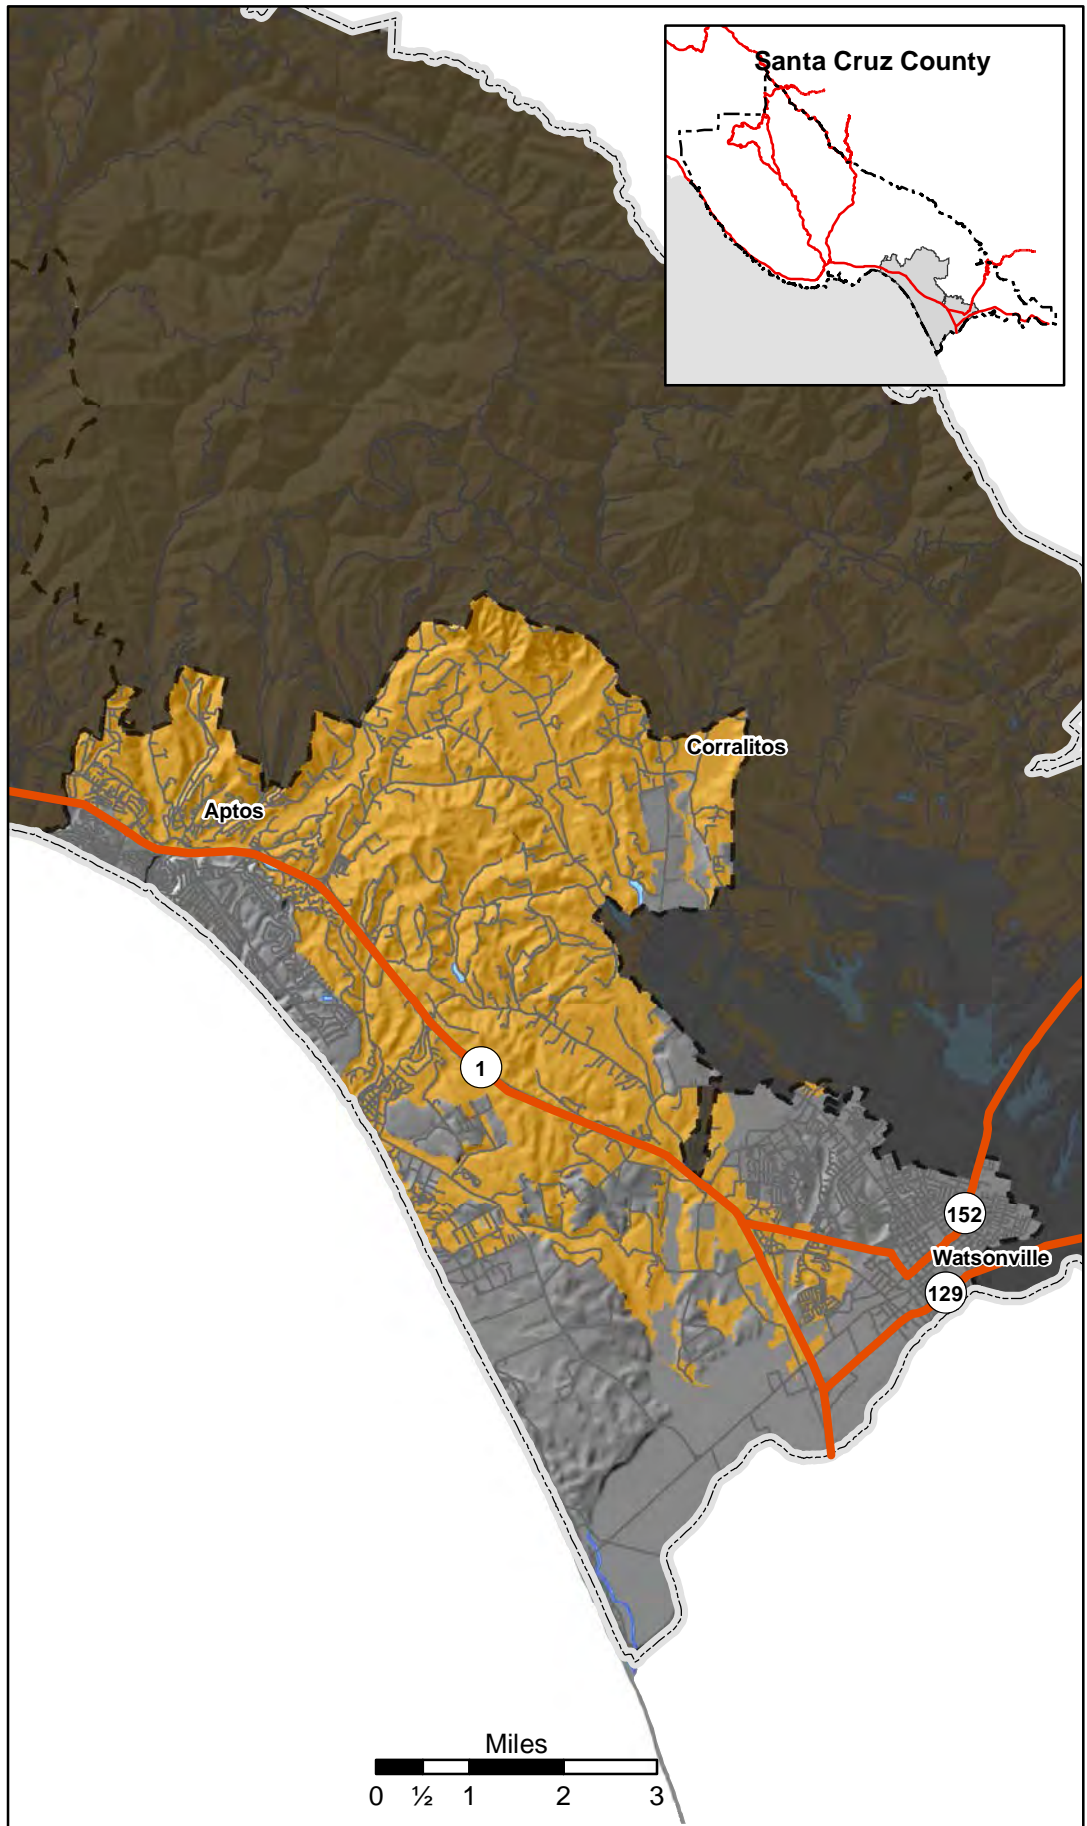 Santa Cruz County
Corralitos
Aptos
1
152
Watsonville
129
Miles
0 ½ 1 2 3